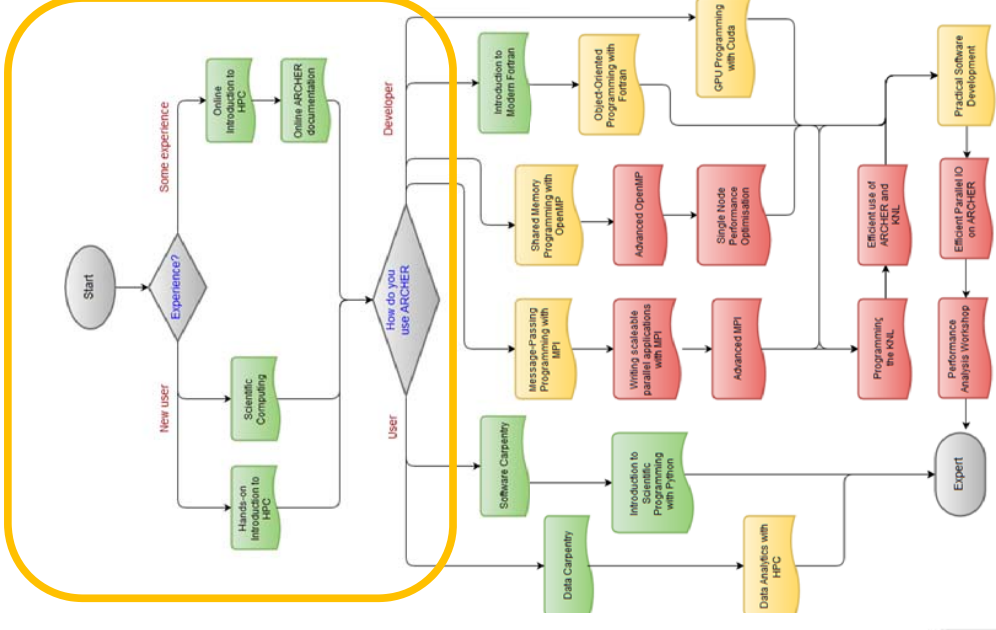 Start
Experience?
New user
Some experience
Hands-on
Introduction to
HPC
Scientific
Computing
Online
Introduction to
HPC
Online ARCHER
documentation
How do you
use ARCHER
User
Developer
Data Carpentry
Data Analytics with
HPC
Software Carpentry
Introduction to
Scientific
Programming
with Python
Message-Passing
Programming with
MPI
Writing scaleable
parallel applications
with MPI
Advanced MPI
Shared Memory
Programming with
OpenMP
Advanced OpenMP
Single Node
Performance
Optimisation
Introduction to
Modern Fortran
Object-Oriented
Programming with
Fortran
GPU Programming
with Cuda
Programming
the KNL
Efficient use of
ARCHER and
KNL
Practical Software
Development
Efficient Parallel IO
on ARCHER
Performance
Analysis Workshop
Expert